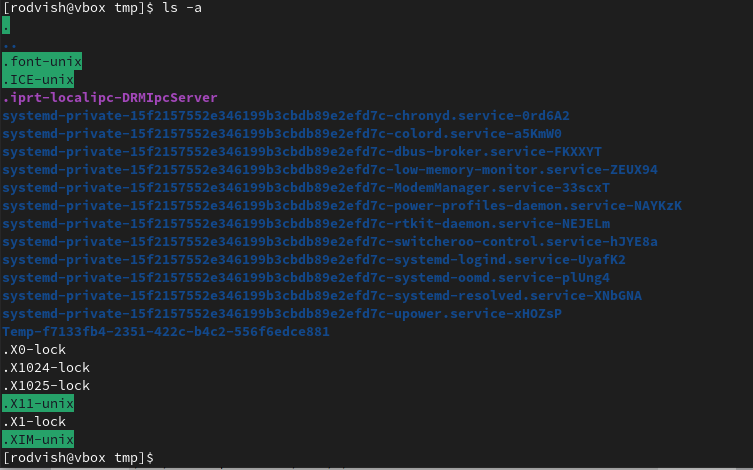 [rodvish@vbox tmp]$ ls -a
.
..
.font-unix
.ICE-unix
.iprt-localipc-DRMIpcServer
systemd-private-15f2157552e346199b3cbdb89e2efd7c-chronyd.service-0rd6A2
systemd-private-15f2157552e346199b3cbdb89e2efd7c-colord.service-a5KmW0
systemd-private-15f2157552e346199b3cbdb89e2efd7c-dbus-broker.service-FKXXYT
systemd-private-15f2157552e346199b3cbdb89e2efd7c-low-memory-monitor.service-ZEUX94
systemd-private-15f2157552e346199b3cbdb89e2efd7c-ModemManager.service-33scxT
systemd-private-15f2157552e346199b3cbdb89e2efd7c-power-profiles-daemon.service-NAYKzK
systemd-private-15f2157552e346199b3cbdb89e2efd7c-rtkit-daemon.service-NEJELm
systemd-private-15f2157552e346199b3cbdb89e2efd7c-switcheroo-control.service-hJYE8a
systemd-private-15f2157552e346199b3cbdb89e2efd7c-systemd-logind.service-UyafK2
systemd-private-15f2157552e346199b3cbdb89e2efd7c-systemd-oomd.service-plUng4
systemd-private-15f2157552e346199b3cbdb89e2efd7c-systemd-resolved.service-XNbGNA
systemd-private-15f2157552e346199b3cbdb89e2efd7c-upower.service-xHOZsP
Temp-f7133fb4-2351-422c-b4c2-556f6edce881
.X0-lock
.X1024-lock
.X1025-lock
.X11-unix
.X1-lock
.XIM-unix
[rodvish@vbox tmp]$